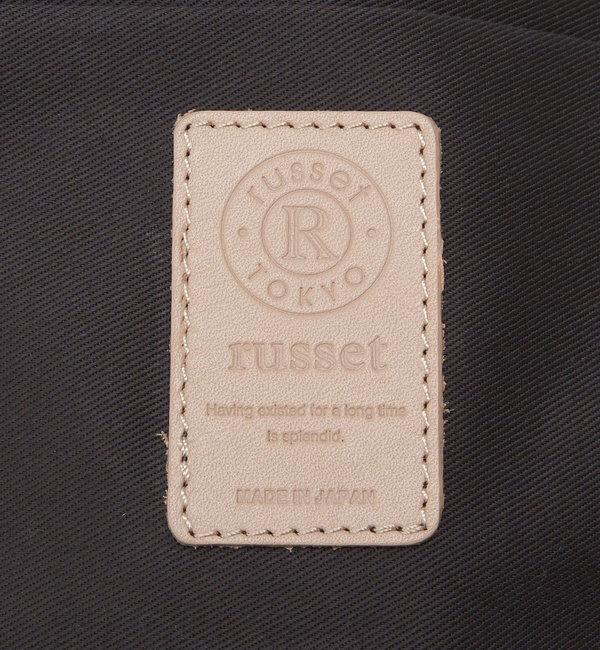 russet
R
TOKYO
russet
Having existed for a long time
is splendid.
MADE IN JAPAN